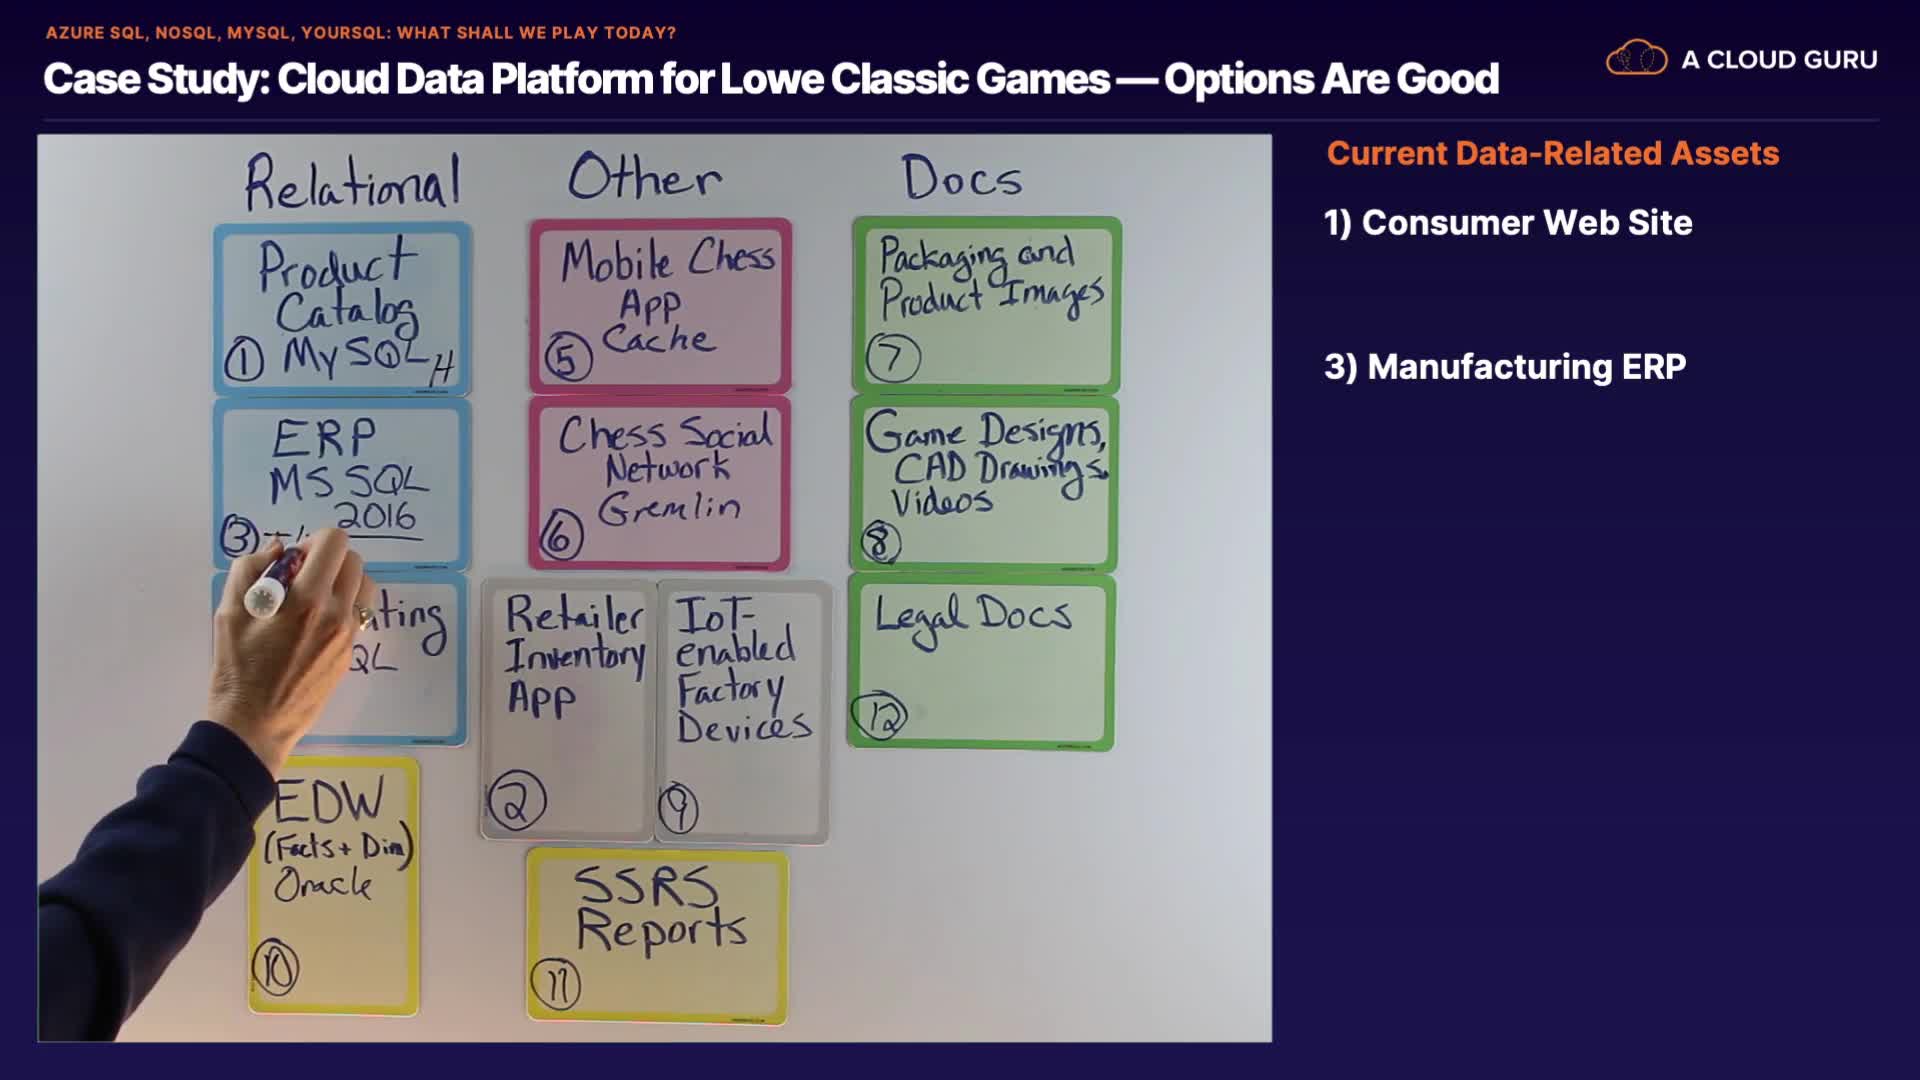 AZURE SQL, NOSQL, MYSQL, YOURSQL: WHAT SHALL WE PLAY TODAY?
Case Study: Cloud Data Platform for Lowe Classic Games — Options Are Good
A CLOUD GURU
Relational
Product
Catalog
① MySQL H
ERP
MS SQL
2016
③
ting
QL
EDW
(Facts + Dim)
Oracle
⑩
Other
Mobile Chess
App
⑤ Cache
Chess Social
Network
Gremlin
⑥
Retailer
Inventory
App
②
IoT-
enabled
Factory
Devices
⑨
SSRS
Reports
⑪
Docs
Packaging and
Product Images
⑦
Game Designs,
CAD Drawings,
Videos
⑧
Legal Docs
⑫
Current Data-Related Assets
1) Consumer Web Site
3) Manufacturing ERP